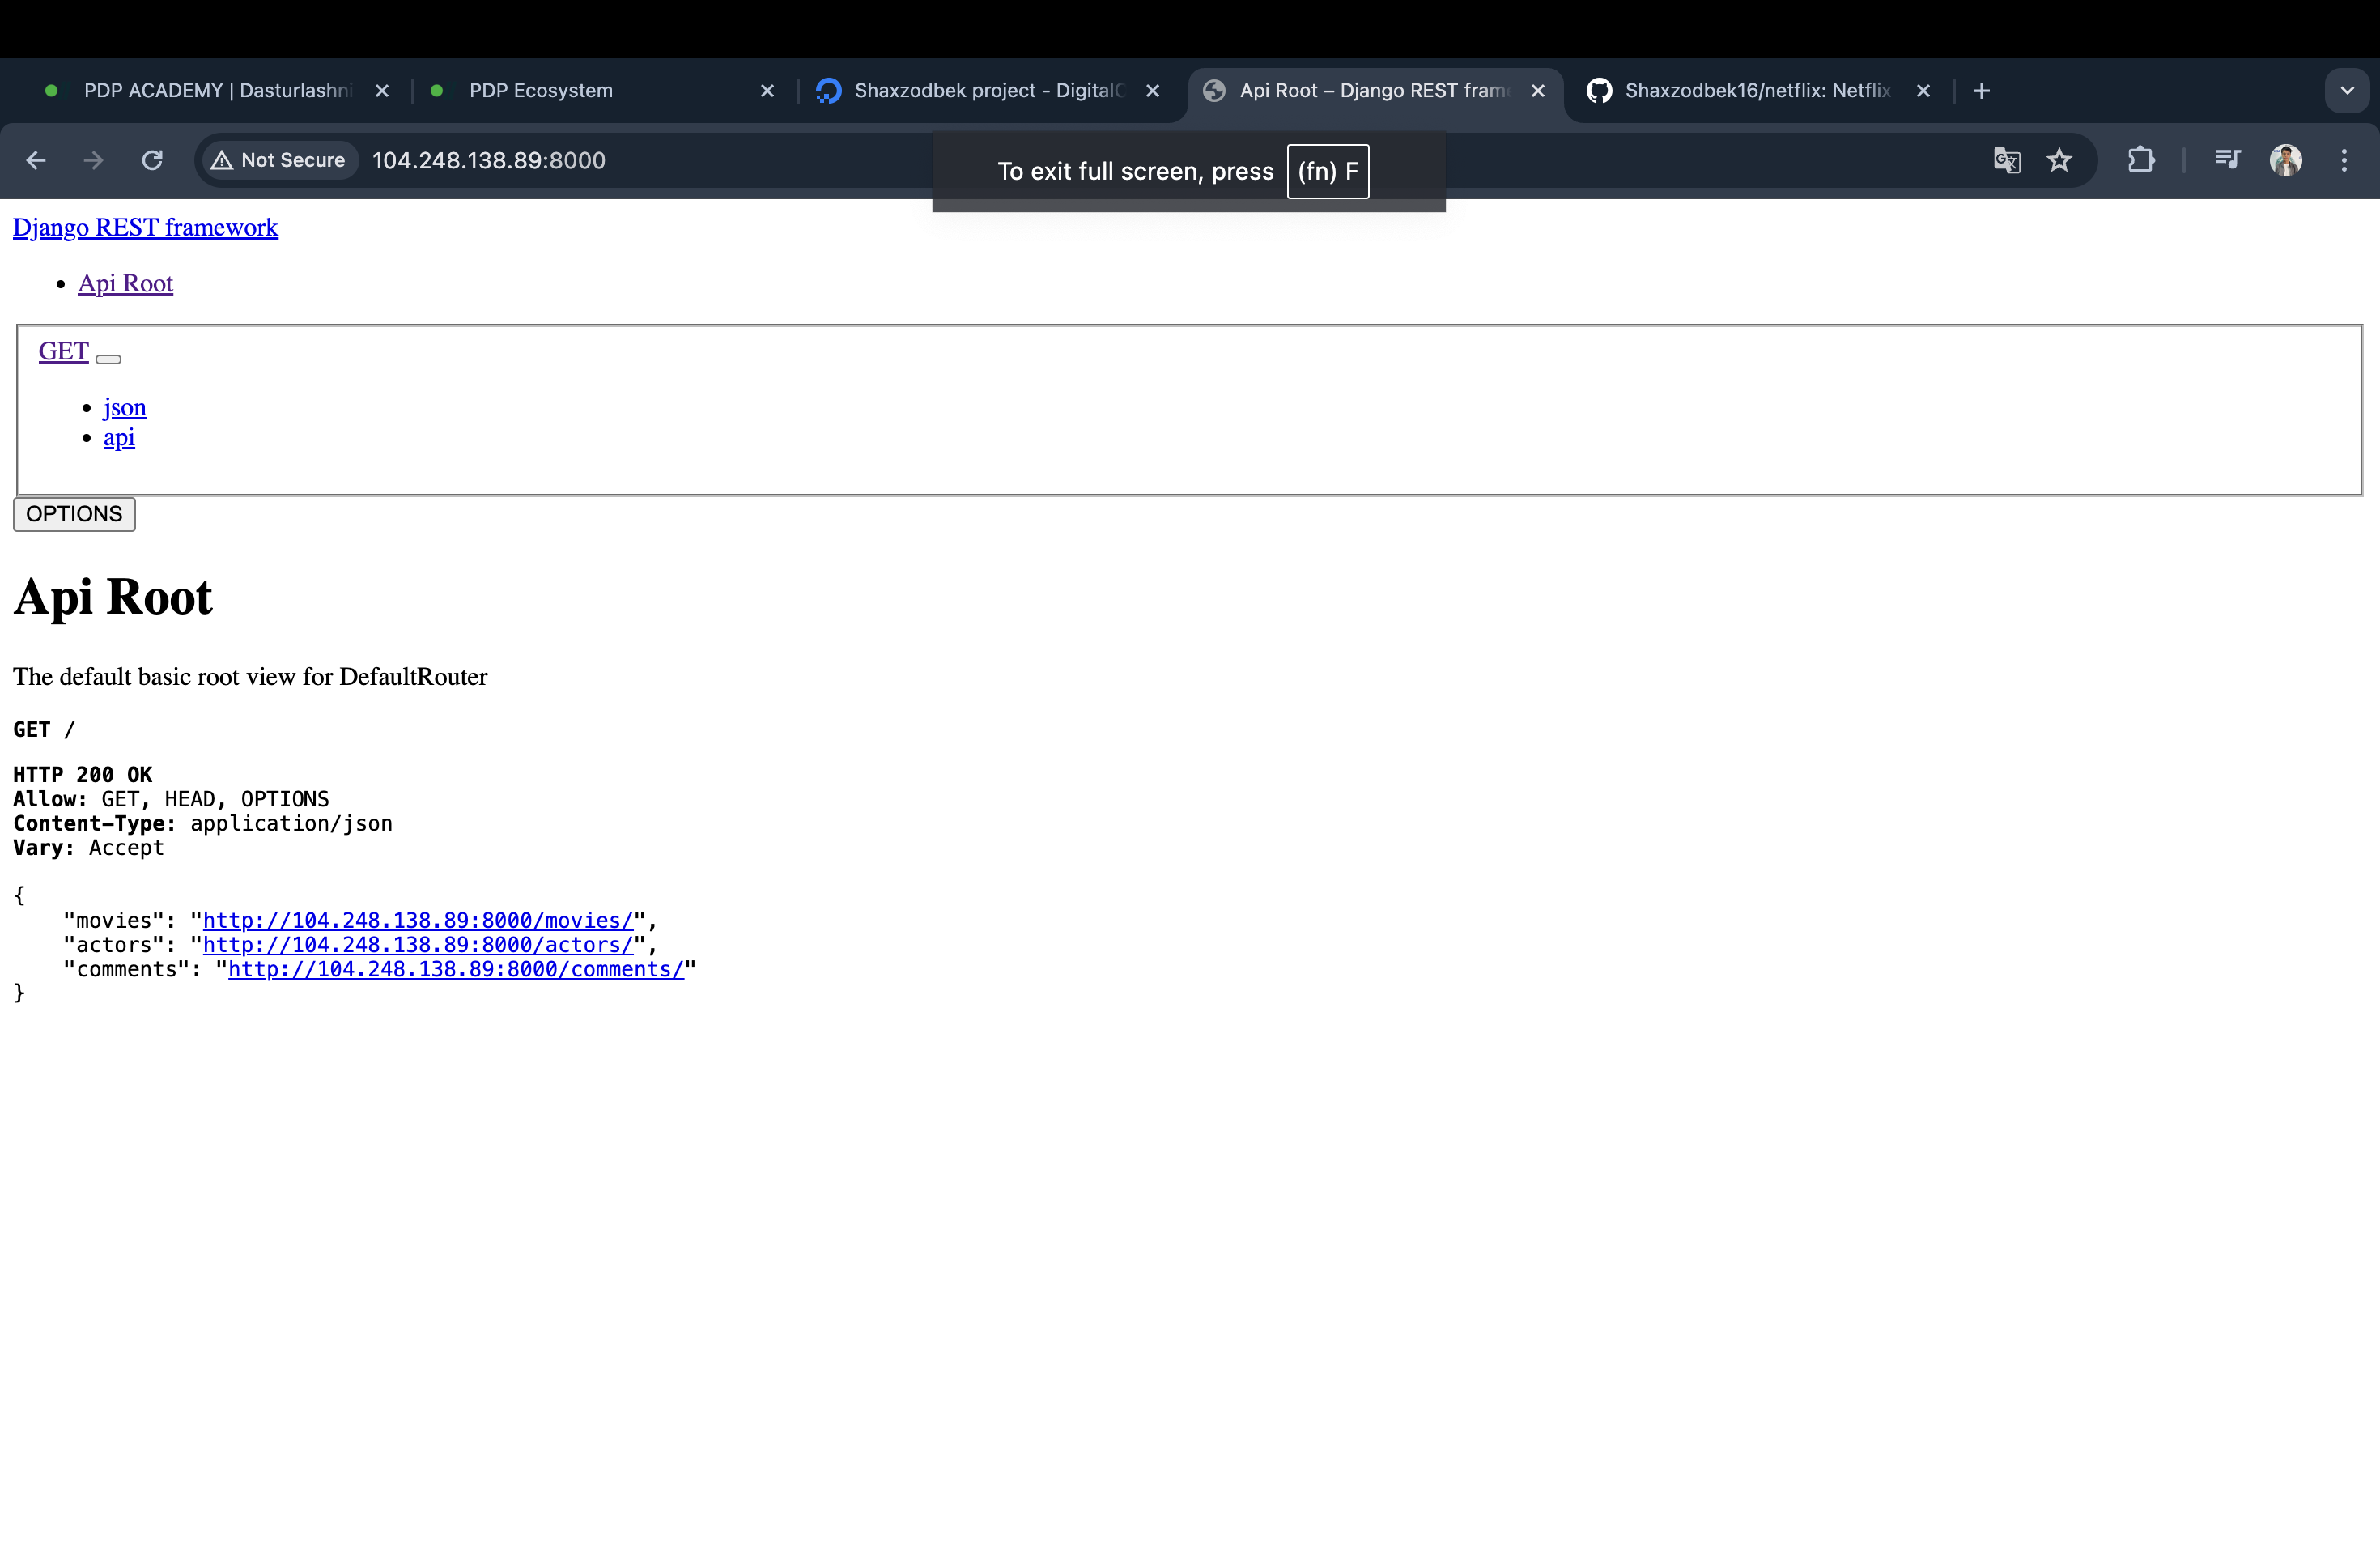 PDP ACADEMY | Dasturlashni
PDP Ecosystem
Shaxzodbek project - DigitalO
Api Root – Django REST frame
Shaxzodbek16/netflix: Netflix
Not Secure
104.248.138.89:8000
To exit full screen, press (fn) F
Django REST framework
Api Root
GET
json
api
OPTIONS
Api Root
The default basic root view for DefaultRouter
GET /
HTTP 200 OK
Allow: GET, HEAD, OPTIONS
Content-Type: application/json
Vary: Accept
{
"movies": "http://104.248.138.89:8000/movies/",
"actors": "http://104.248.138.89:8000/actors/",
"comments": "http://104.248.138.89:8000/comments/"
}